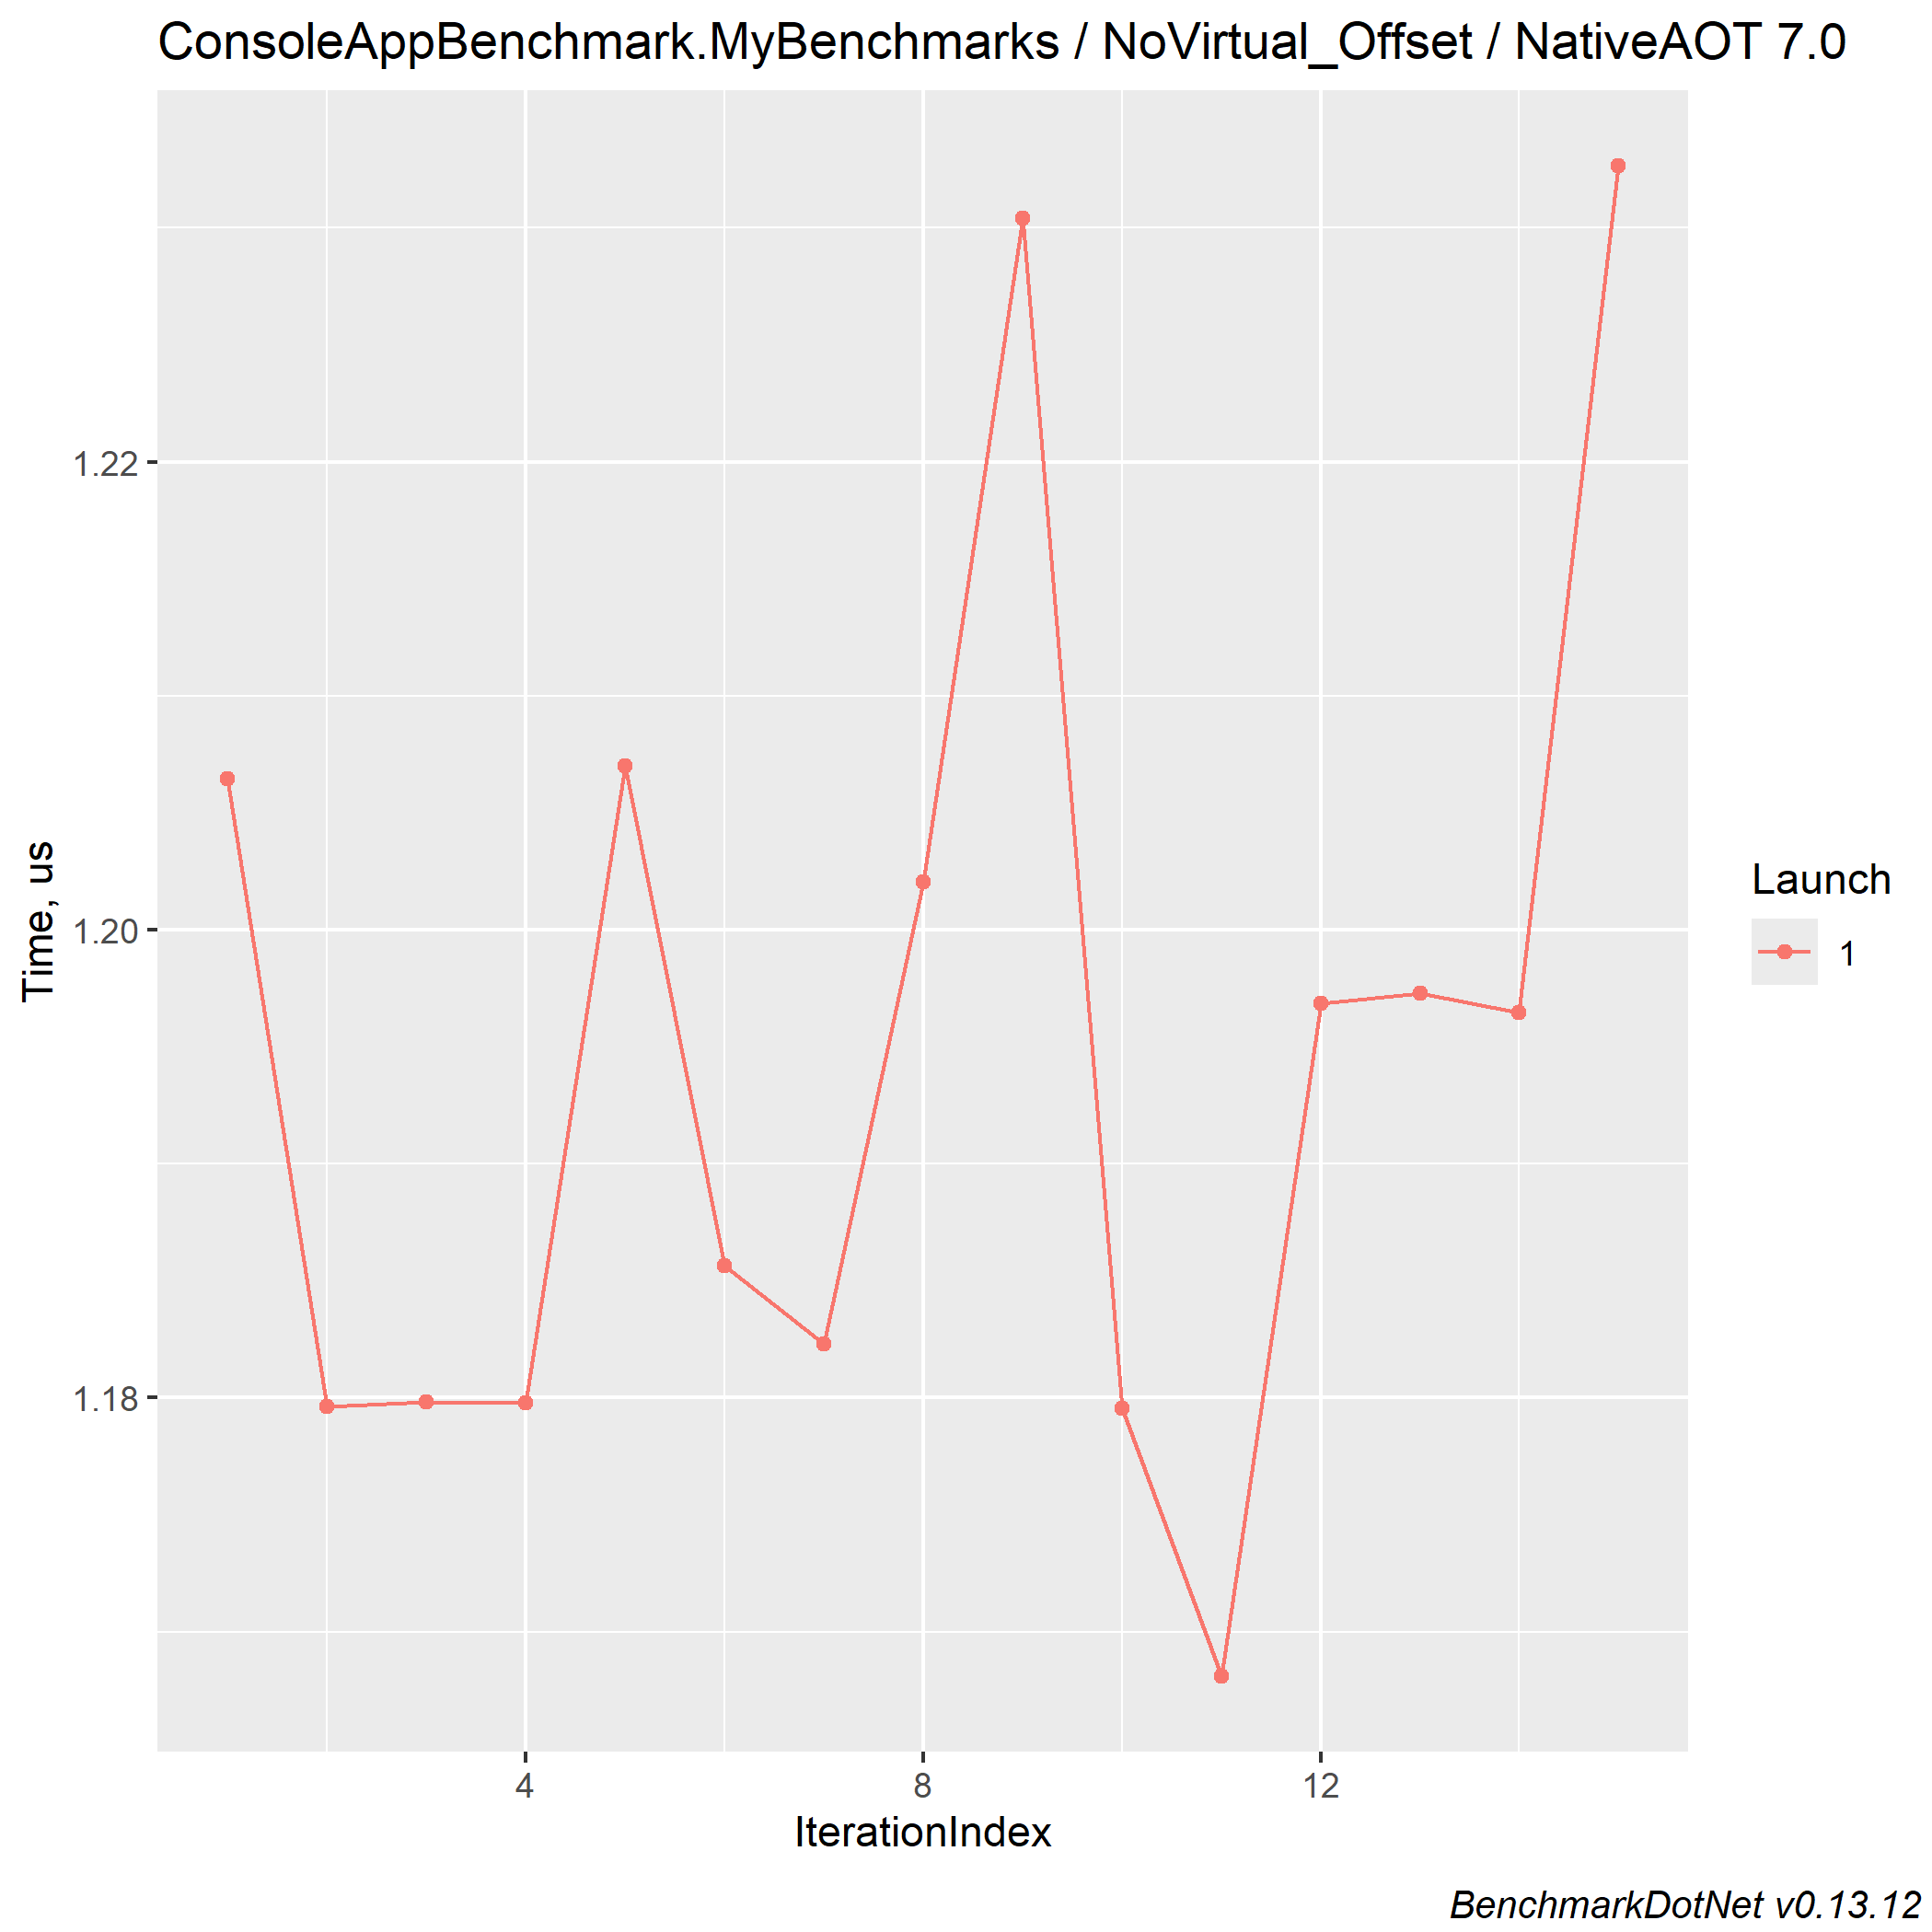 ConsoleAppBenchmark.MyBenchmarks / NoVirtual_Offset / NativeAOT 7.0
Time, us
1.22
1.20
1.18
4 8 12
IterationIndex
Launch
1
BenchmarkDotNet v0.13.12